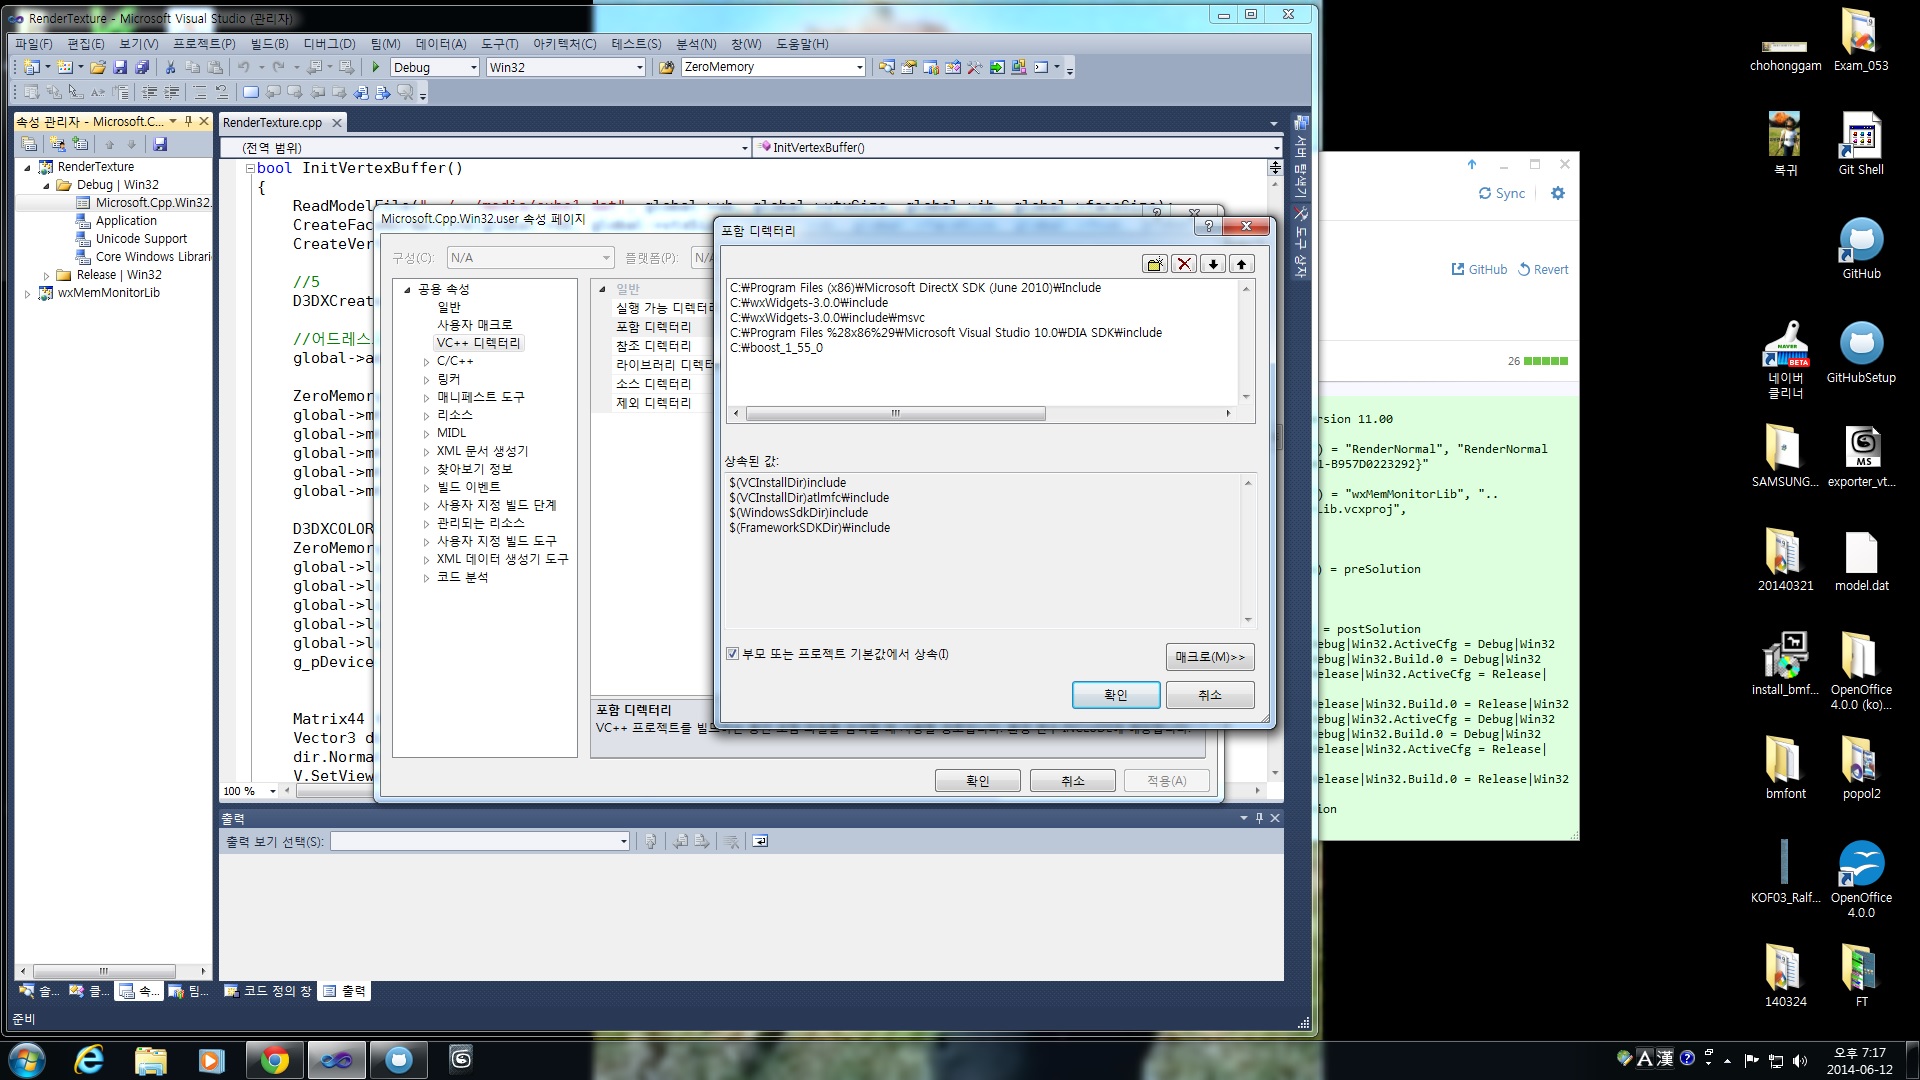 RenderTexture - Microsoft Visual Studio (관리자)
파일(F) 편집(E) 보기(V) 프로젝트(P) 빌드(B) 디버그(D) 팀(M) 데이터(A) 도구(T) 아키텍처(C) 테스트(S) 분석(N) 창(W) 도움말(H)
Debug Win32 ZeroMemory
속성 관리자 - Microsoft.C...
RenderTexture
Debug | Win32
Microsoft.Cpp.Win32.
Application
Unicode Support
Core Windows Librari
Release | Win32
wxMemMonitorLib
RenderTexture.cpp
(전역 범위) InitVertexBuffer()
bool InitVertexBuffer()
{
ReadModelFile(
CreateFac
CreateVer
//5
D3DXCreat
//어드레스
global->a
ZeroMemor
global->m
global->m
global->m
global->m
global->m
D3DXCOLOR
ZeroMemor
global->l
global->l
global->l
global->l
global->l
g_pDevice
Matrix44
Vector3 d
dir.Norma
V.SetView
100 %
Microsoft.Cpp.Win32.user 속성 페이지
구성(C): N/A 플랫폼(P): N/A
공용 속성
일반
사용자 매크로
VC++ 디렉터리
C/C++
링커
매니페스트 도구
리소스
MIDL
XML 문서 생성기
찾아보기 정보
빌드 이벤트
사용자 지정 빌드 단계
관리되는 리소스
사용자 지정 빌드 도구
XML 데이터 생성기 도구
코드 분석
일반
실행 가능 디렉터리
포함 디렉터리
참조 디렉터리
라이브러리 디렉터
소스 디렉터리
제외 디렉터리
포함 디렉터리
VC++ 프로젝트를
확인 취소 적용(A)
포함 디렉터리
C:₩Program Files (x86)₩Microsoft DirectX SDK (June 2010)₩Include
C:₩wxWidgets-3.0.0₩include
C:₩wxWidgets-3.0.0₩include₩msvc
C:₩Program Files %28x86%29₩Microsoft Visual Studio 10.0₩DIA SDK₩include
C:₩boost_1_55_0
상속된 값:
$(VCInstallDir)include
$(VCInstallDir)atlmfc₩include
$(WindowsSdkDir)include
$(FrameworkSDKDir)₩include
부모 또는 프로젝트 기본값에서 상속(I)
매크로(M)>>
확인 취소
서버 탐색기
도구 상자
출력
출력 보기 선택(S):
솔... 클... 속... 팀... 코드 정의 창 출력
준비
Sync
GitHub Revert
26
rsion 11.00
) = "RenderNormal", "RenderNormal
1-B957D0223292}"
) = "wxMemMonitorLib", "..
Lib.vcxproj",
) = preSolution
= postSolution
ebug|Win32.ActiveCfg = Debug|Win32
ebug|Win32.Build.0 = Debug|Win32
elease|Win32.ActiveCfg = Release|
elease|Win32.Build.0 = Release|Win32
ebug|Win32.ActiveCfg = Debug|Win32
ebug|Win32.Build.0 = Debug|Win32
elease|Win32.ActiveCfg = Release|
elease|Win32.Build.0 = Release|Win32
ion
chohonggam Exam_053
복귀 Git Shell
GitHub
네이버 클리너 GitHubSetup
NAVER BETA
SAMSUNG... exporter_vt...
MS
20140321 model.dat
install_bmf... OpenOffice 4.0.0 (ko)...
bmfont popol2
KOF03_Ralf... OpenOffice 4.0.0
140324 FT
A 漢
오후 7:17
2014-06-12